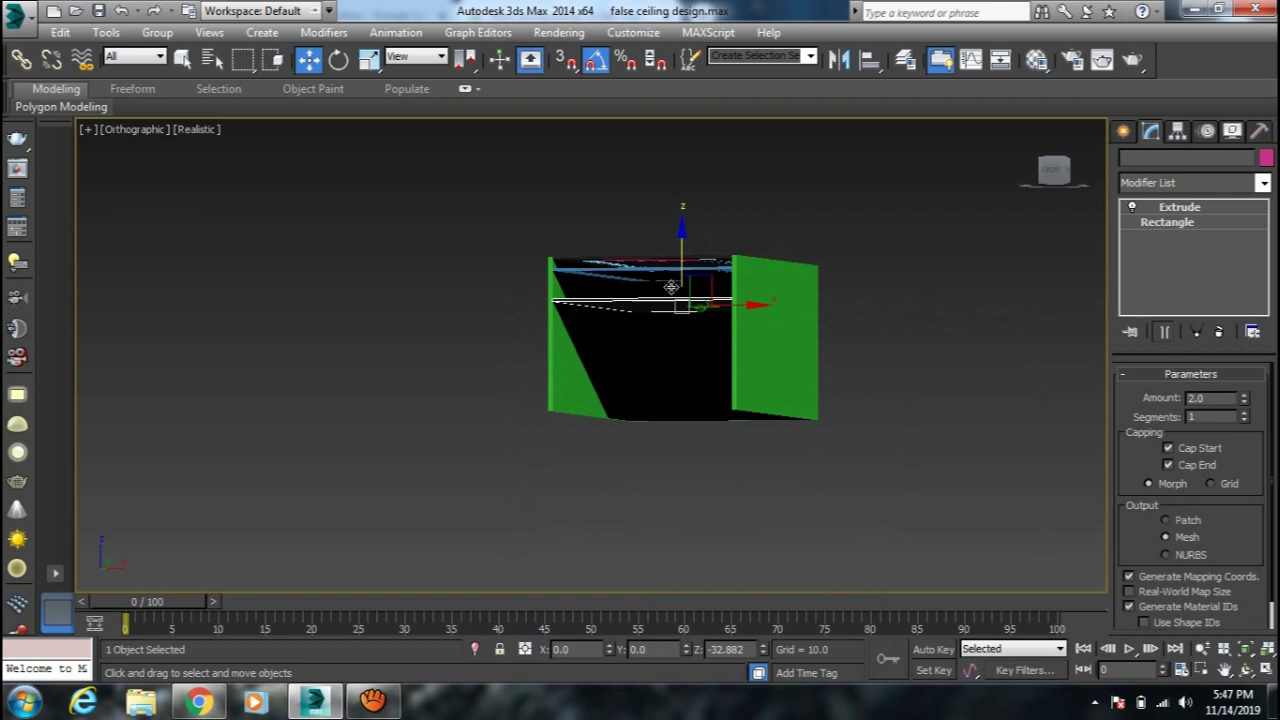 Workspace: Default
Autodesk 3ds Max 2014 x64 false ceiling design.max
Type a keyword or phrase
Edit Tools Group Views Create Modifiers Animation Graph Editors Rendering Customize MAXScript Help
All View 3 Create Selection Se
Modeling Freeform Selection Object Paint Populate
Polygon Modeling
[+] [Orthographic] [Realistic]
FRONT
z
x
Modifier List
Extrude
Rectangle
Parameters
Amount: 2.0
Segments: 1
Capping
Cap Start
Cap End
Morph Grid
Output
Patch
Mesh
NURBS
Generate Mapping Coords.
Real-World Map Size
Generate Material IDs
Use Shape IDs
z
x
< 0 / 100 >
0 5 10 15 20 25 30 35 40 45 50 55 60 65 70 75 80 85 90 95 100
1 Object Selected X: 0.0 Y: 0.0 Z: -32.882 Grid = 10.0 Auto Key Selected
Welcome to M Click and drag to select and move objects Add Time Tag Set Key Key Filters... 0
5:47 PM
11/14/2019